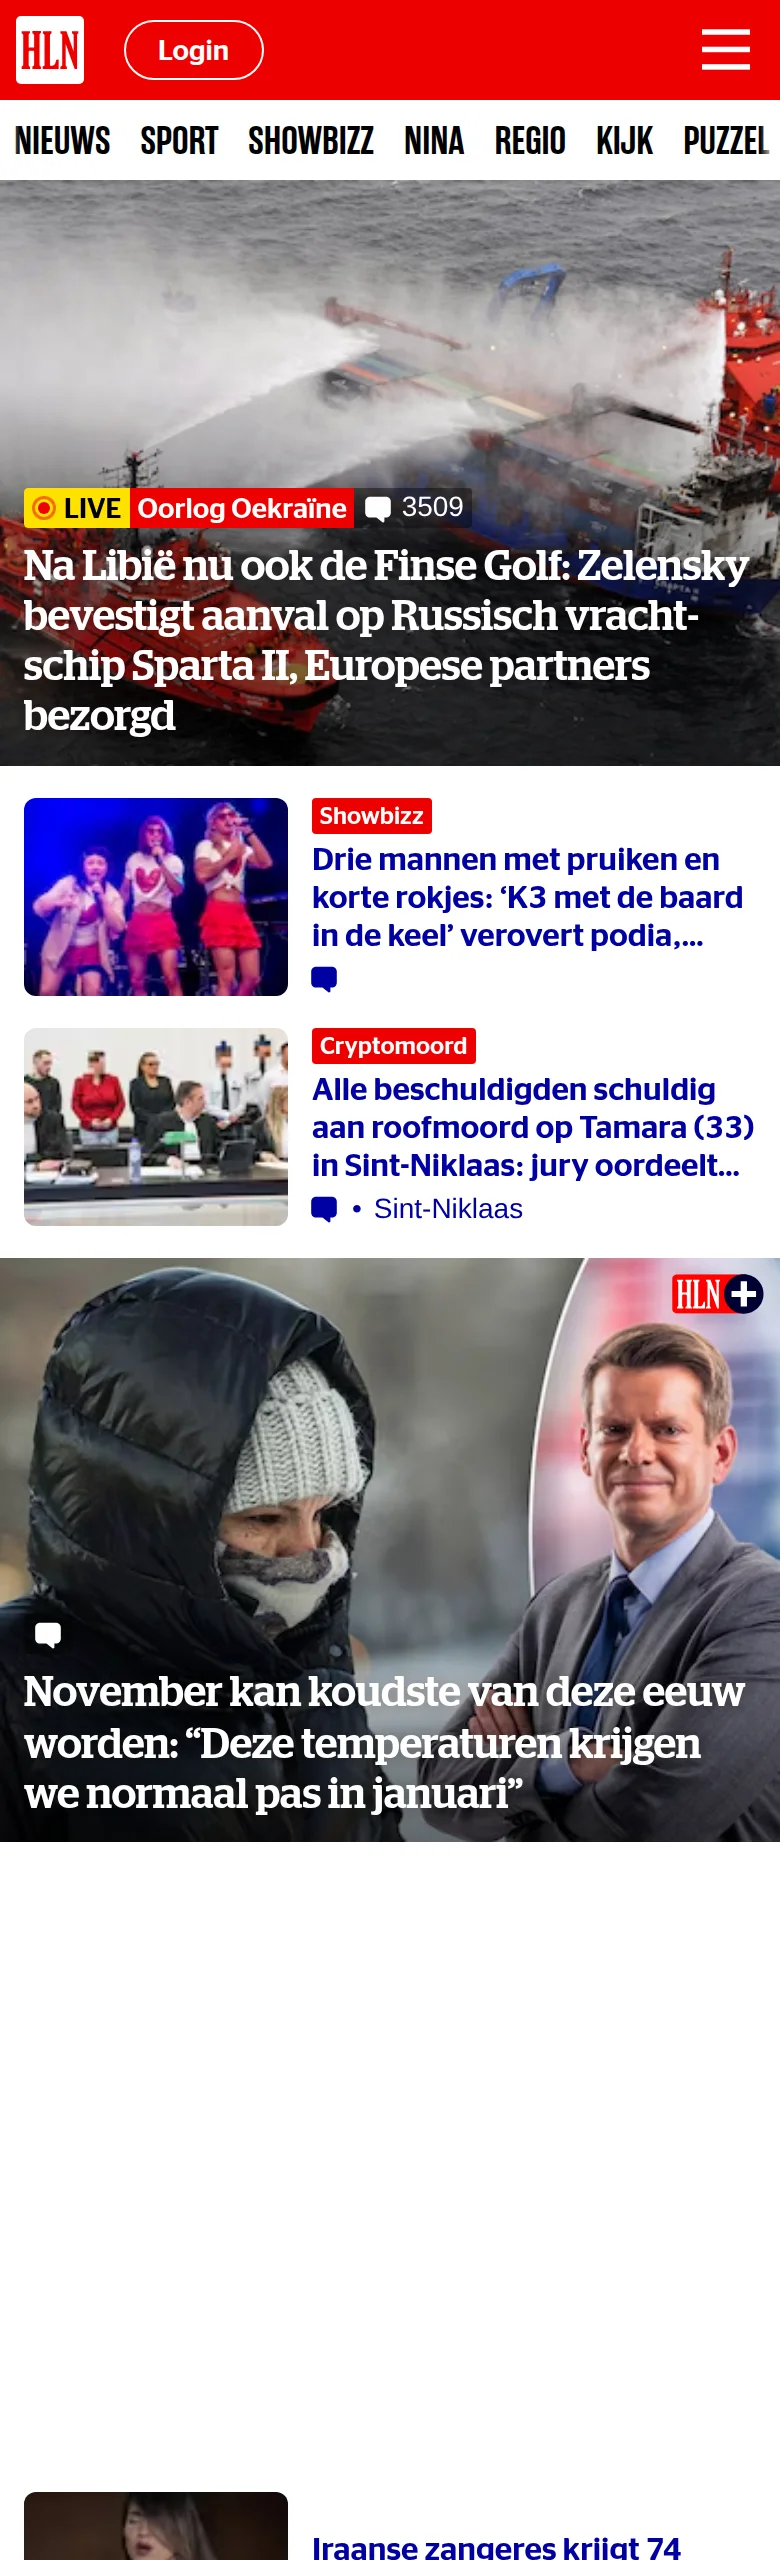 HLN
Login
NIEUWS SPORT SHOWBIZZ NINA REGIO KIJK PUZZEL
LIVE Oorlog Oekraïne 3509
Na Libië nu ook de Finse Golf: Zelensky
bevestigt aanval op Russisch vracht-
schip Sparta II, Europese partners
bezorgd
Showbizz
Drie mannen met pruiken en
korte rokjes: ‘K3 met de baard
in de keel’ verovert podia,...
Cryptomoord
Alle beschuldigden schuldig
aan roofmoord op Tamara (33)
in Sint-Niklaas: jury oordeelt...
• Sint-Niklaas
HLN+
November kan koudste van deze eeuw
worden: “Deze temperaturen krijgen
we normaal pas in januari”
Iraanse zangeres krijgt 74